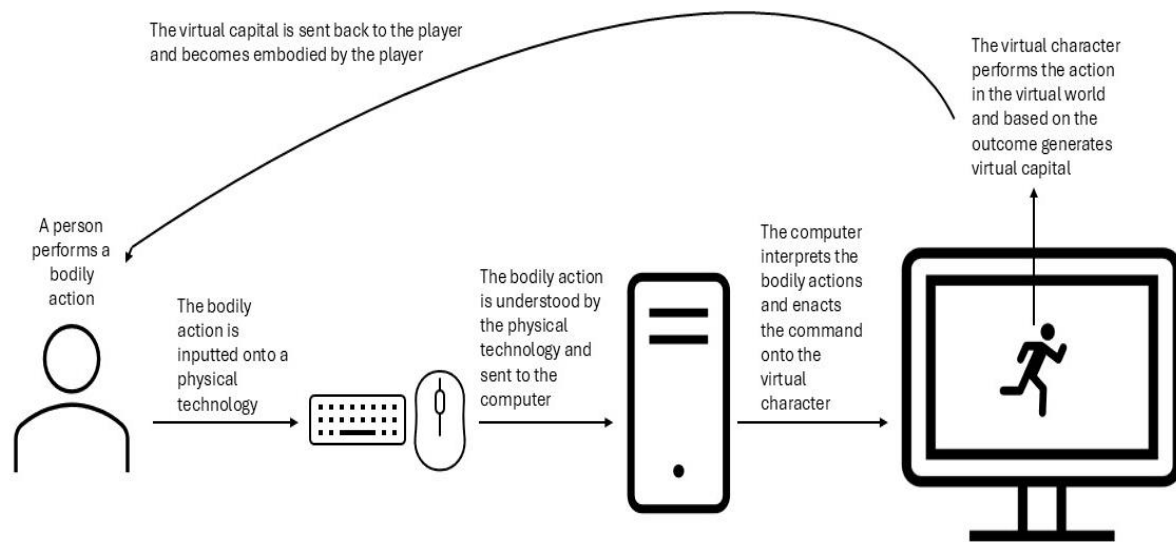 The virtual capital is sent back to the player
and becomes embodied by the player
A person
performs a
bodily
action
The bodily
action is
inputted onto a
physical
technology
The bodily action
is understood by
the physical
technology and
sent to the
computer
The computer
interprets the
bodily actions
and enacts
the command
onto the
virtual
character
The virtual character
performs the action
in the virtual world
and based on the
outcome generates
virtual capital